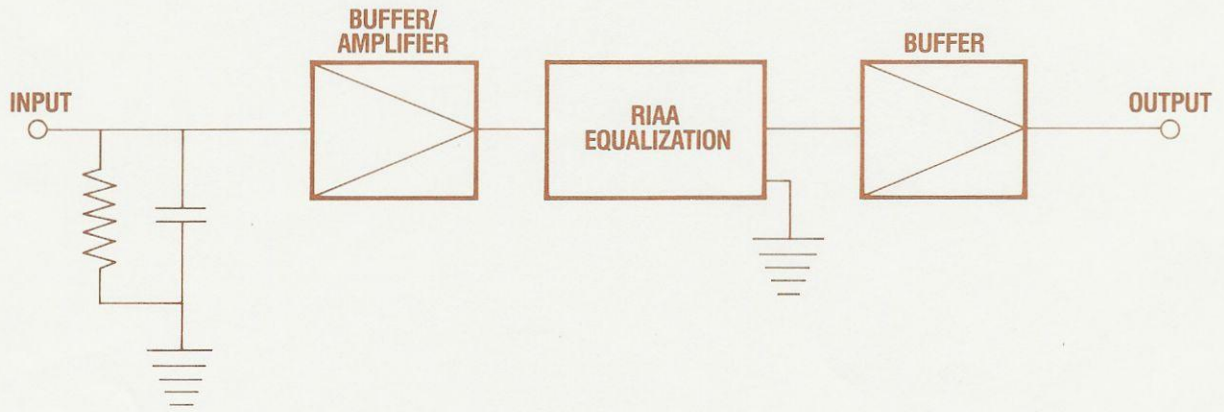 BUFFER/
AMPLIFIER
BUFFER
INPUT
RIAA
EQUALIZATION
OUTPUT